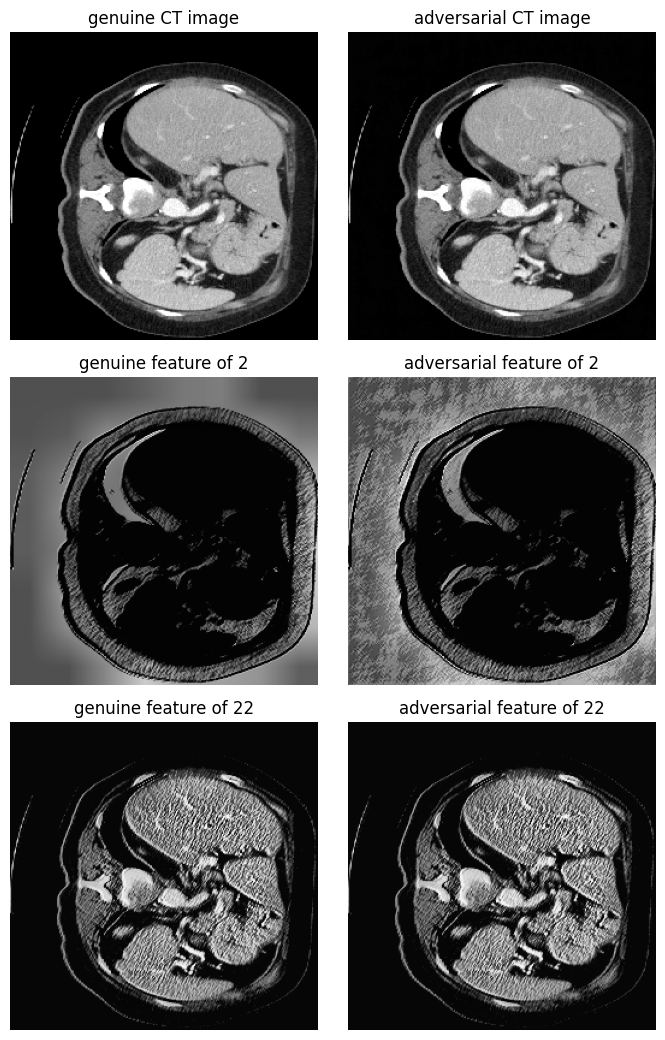 genuine CT image
adversarial CT image
genuine feature of 2
adversarial feature of 2
genuine feature of 22
adversarial feature of 22